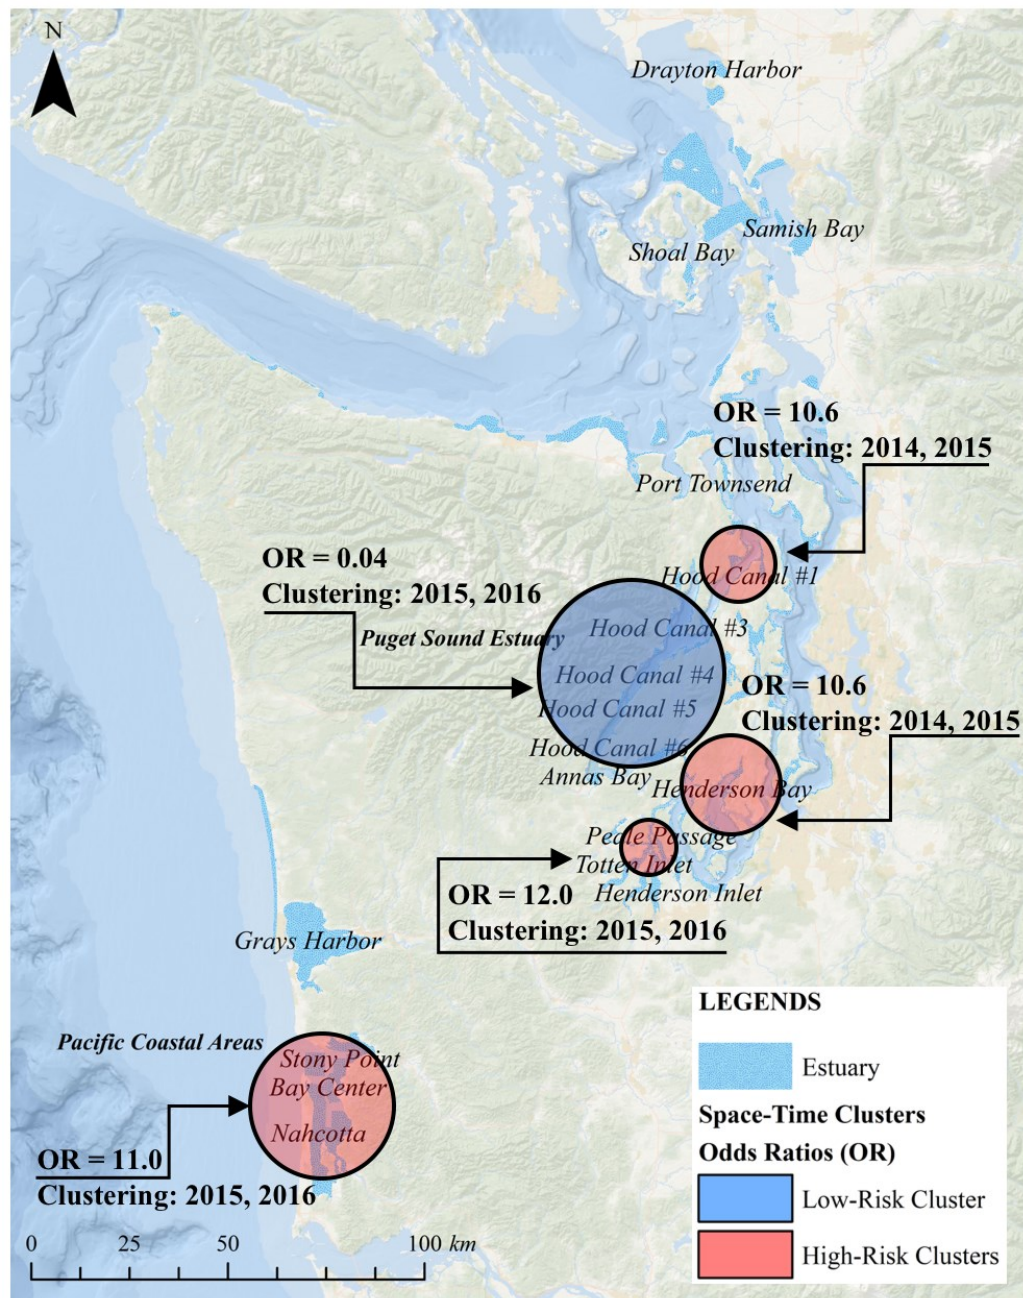 N
Drayton Harbor
Samish Bay
Shoal Bay
OR = 10.6
Clustering: 2014, 2015
Port Townsend
OR = 0.04
Clustering: 2015, 2016
Hood Canal #1
Puget Sound Estuary
Hood Canal #3
Hood Canal #4
OR = 10.6
Clustering: 2014, 2015
Hood Canal #5
Hood Canal #6
Annas Bay
Henderson Bay
Peale Passage
Totten Inlet
Henderson Inlet
OR = 12.0
Clustering: 2015, 2016
Grays Harbor
Pacific Coastal Areas
Stony Point
Bay Center
Nahcotta
OR = 11.0
Clustering: 2015, 2016
0 25 50 100 km
LEGENDS
Estuary
Space-Time Clusters
Odds Ratios (OR)
Low-Risk Cluster
High-Risk Clusters